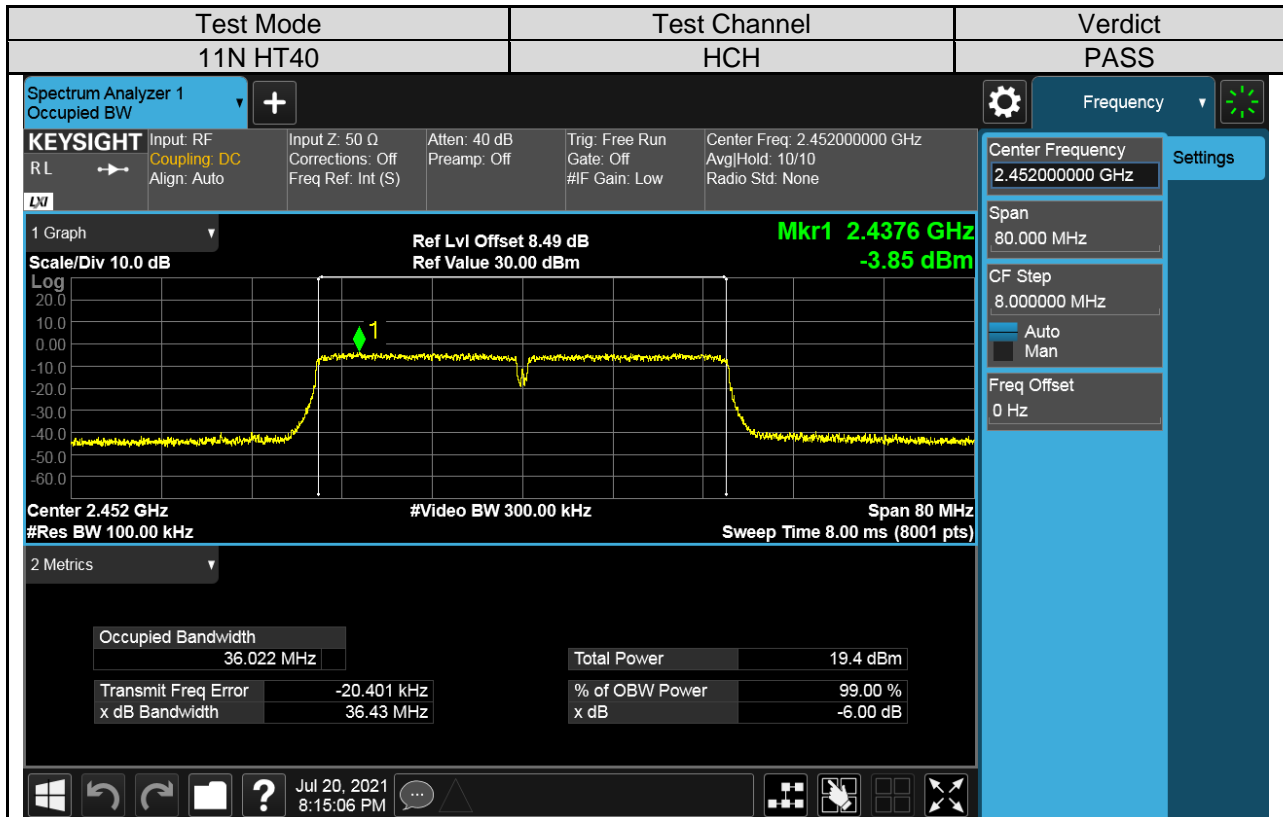 Test Mode Test Channel Verdict
11N HT40 HCH PASS
Spectrum Analyzer 1
Occupied BW
Frequency
KEYSIGHT
R L
LXI
Input: RF
Coupling: DC
Align: Auto
Input Z: 50 Ω
Corrections: Off
Freq Ref: Int (S)
Atten: 40 dB
Preamp: Off
Trig: Free Run
Gate: Off
#IF Gain: Low
Center Freq: 2.452000000 GHz
Avg|Hold: 10/10
Radio Std: None
Center Frequency
2.452000000 GHz
Settings
Span
80.000 MHz
CF Step
8.000000 MHz
Auto
Man
Freq Offset
0 Hz
1 Graph
Scale/Div 10.0 dB
Ref Lvl Offset 8.49 dB
Ref Value 30.00 dBm
Mkr1 2.4376 GHz
-3.85 dBm
Log
20.0
10.0
0.00
-10.0
-20.0
-30.0
-40.0
-50.0
-60.0
1
Center 2.452 GHz #Video BW 300.00 kHz Span 80 MHz
#Res BW 100.00 kHz Sweep Time 8.00 ms (8001 pts)
2 Metrics
Occupied Bandwidth
36.022 MHz
Total Power 19.4 dBm
Transmit Freq Error -20.401 kHz
% of OBW Power 99.00 %
x dB Bandwidth 36.43 MHz
x dB -6.00 dB
?
Jul 20, 2021
8:15:06 PM